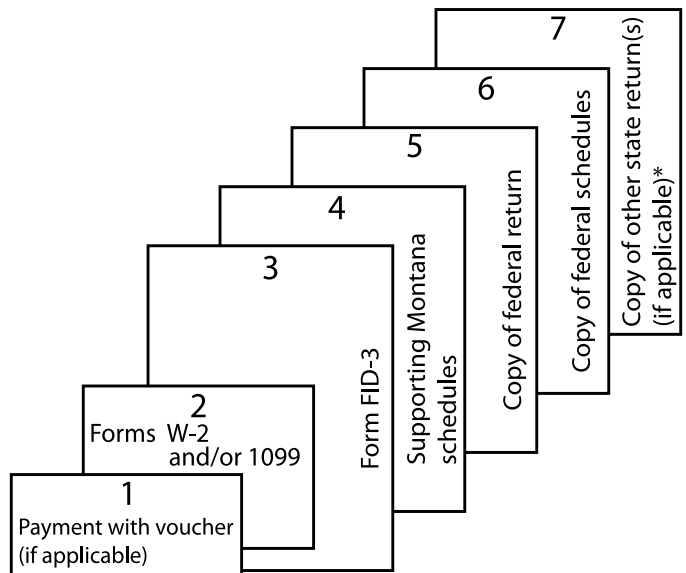 1
Payment with voucher
(if applicable)
2
Forms W-2
and/or 1099
3
Form FID-3
4
Supporting Montana
schedules
5
Copy of federal return
6
Copy of federal schedules
7
Copy of other state return(s)
(if applicable)*